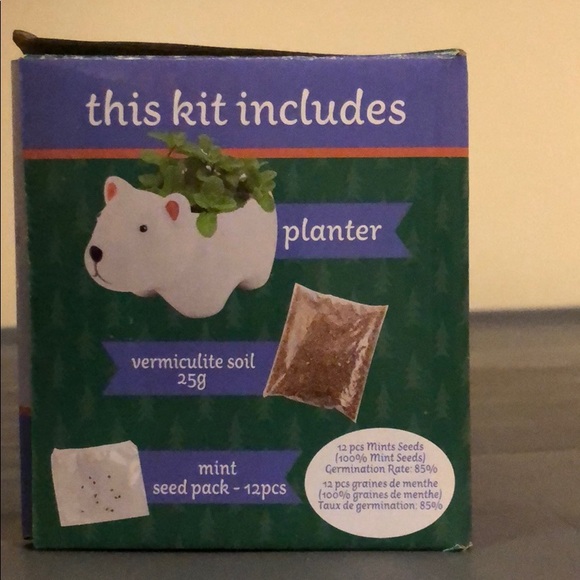 this kit includes
planter
vermiculite soil
25g
mint
seed pack - 12pcs
12 pcs Mints Seeds
(100% Mint Seeds)
Germination Rate: 85%
12 pcs graines de menthe
(100% graines de menthe)
Taux de germination: 85%